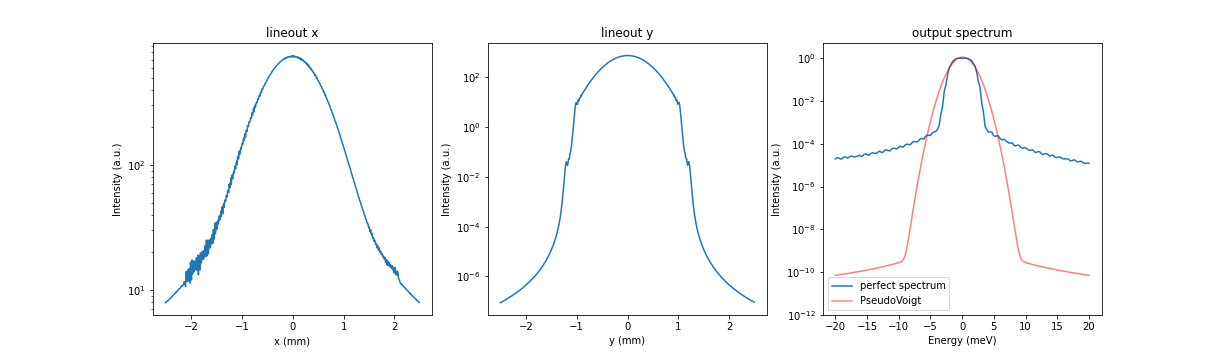 lineout x
Intensity (a.u.)
10²
10¹
−2 −1 0 1 2
x (mm)
lineout y
Intensity (a.u.)
10²
10⁰
10⁻²
10⁻⁴
10⁻⁶
−2 −1 0 1 2
y (mm)
output spectrum
Intensity (a.u.)
10⁰
10⁻²
10⁻⁴
10⁻⁶
10⁻⁸
10⁻¹⁰
10⁻¹²
perfect spectrum
PseudoVoigt
−20 −15 −10 −5 0 5 10 15 20
Energy (meV)